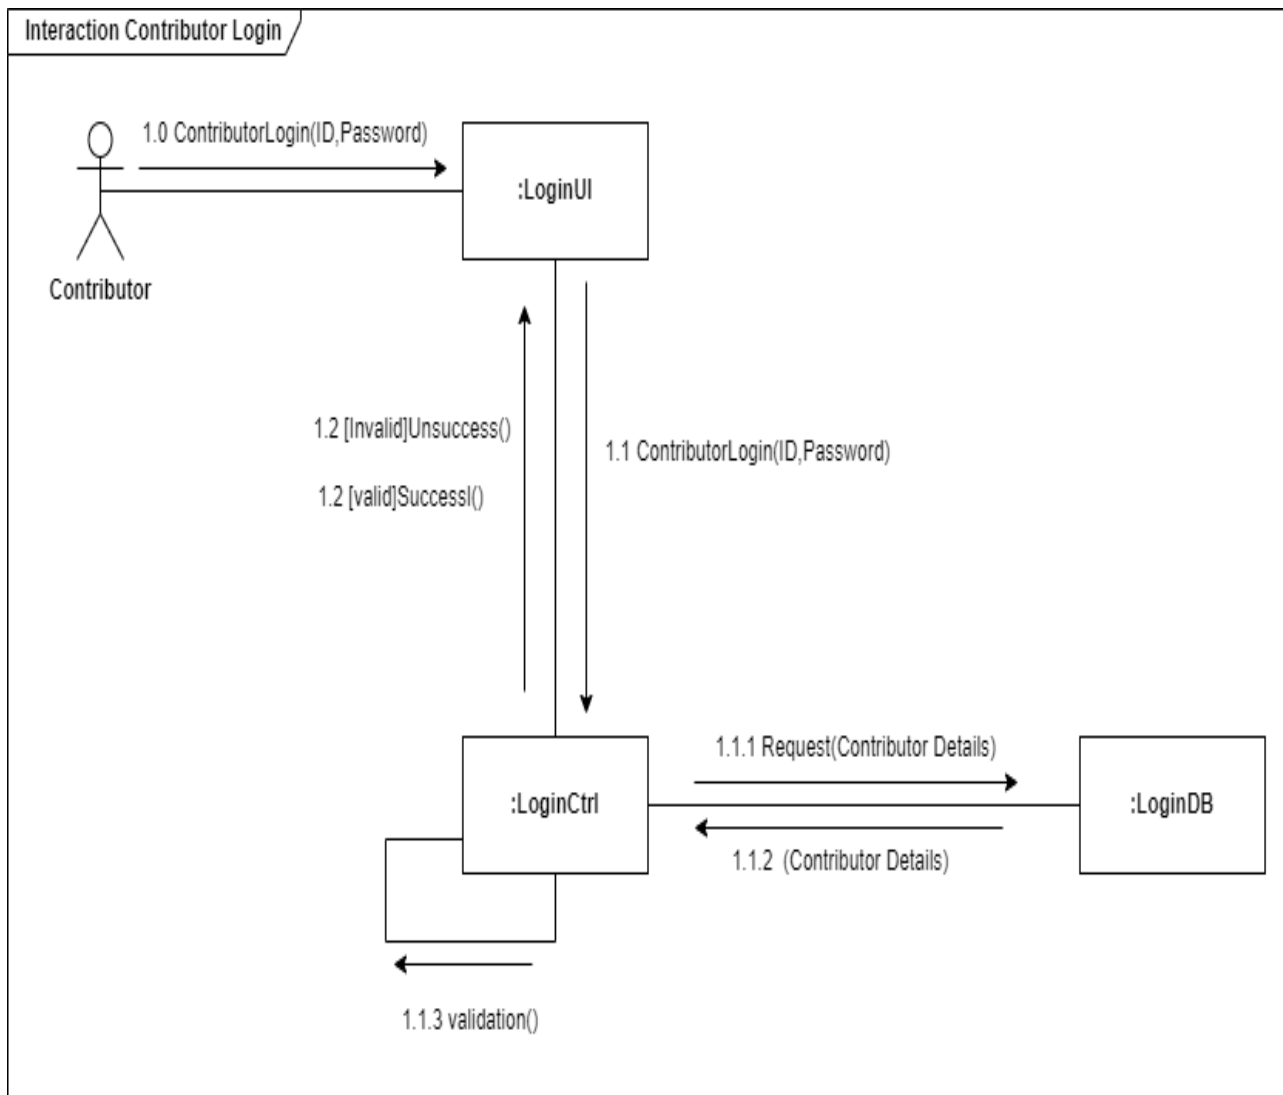 Interaction Contributor Login
1.0 ContributorLogin(ID,Password)
:LoginUI
Contributor
1.2 [Invalid]Unsuccess()
1.1 ContributorLogin(ID,Password)
1.2 [valid]Successl()
1.1.1 Request(Contributor Details)
:LoginCtrl
:LoginDB
1.1.2 (Contributor Details)
1.1.3 validation()